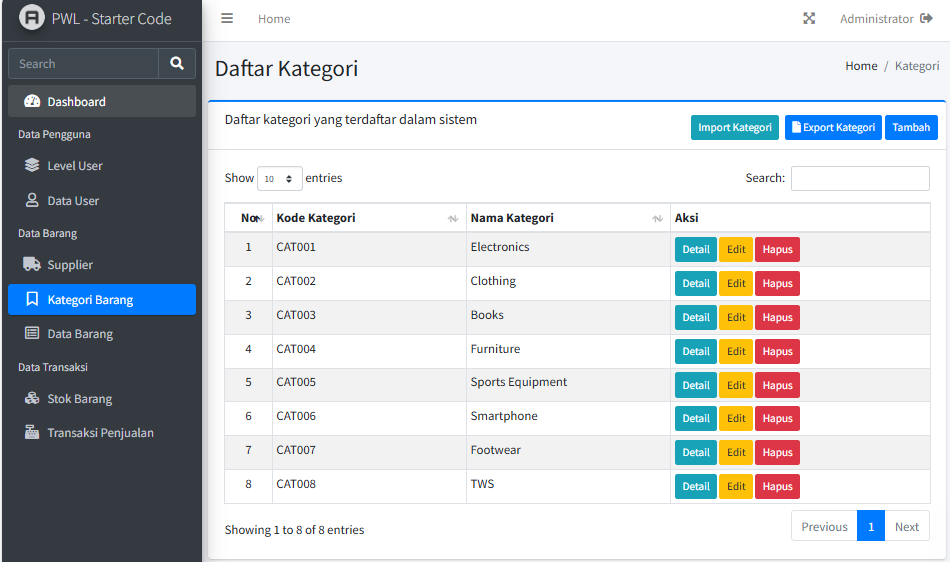 PWL - Starter Code
Home
Administrator
Search
Dashboard
Data Pengguna
Level User
Data User
Data Barang
Supplier
Kategori Barang
Data Barang
Data Transaksi
Stok Barang
Transaksi Penjualan
Daftar Kategori
Home / Kategori
Daftar kategori yang terdaftar dalam sistem
Import Kategori Export Kategori Tambah
Show 10 entries Search:
No Kode Kategori Nama Kategori Aksi
1 CAT001 Electronics Detail Edit Hapus
2 CAT002 Clothing Detail Edit Hapus
3 CAT003 Books Detail Edit Hapus
4 CAT004 Furniture Detail Edit Hapus
5 CAT005 Sports Equipment Detail Edit Hapus
6 CAT006 Smartphone Detail Edit Hapus
7 CAT007 Footwear Detail Edit Hapus
8 CAT008 TWS Detail Edit Hapus
Showing 1 to 8 of 8 entries Previous 1 Next